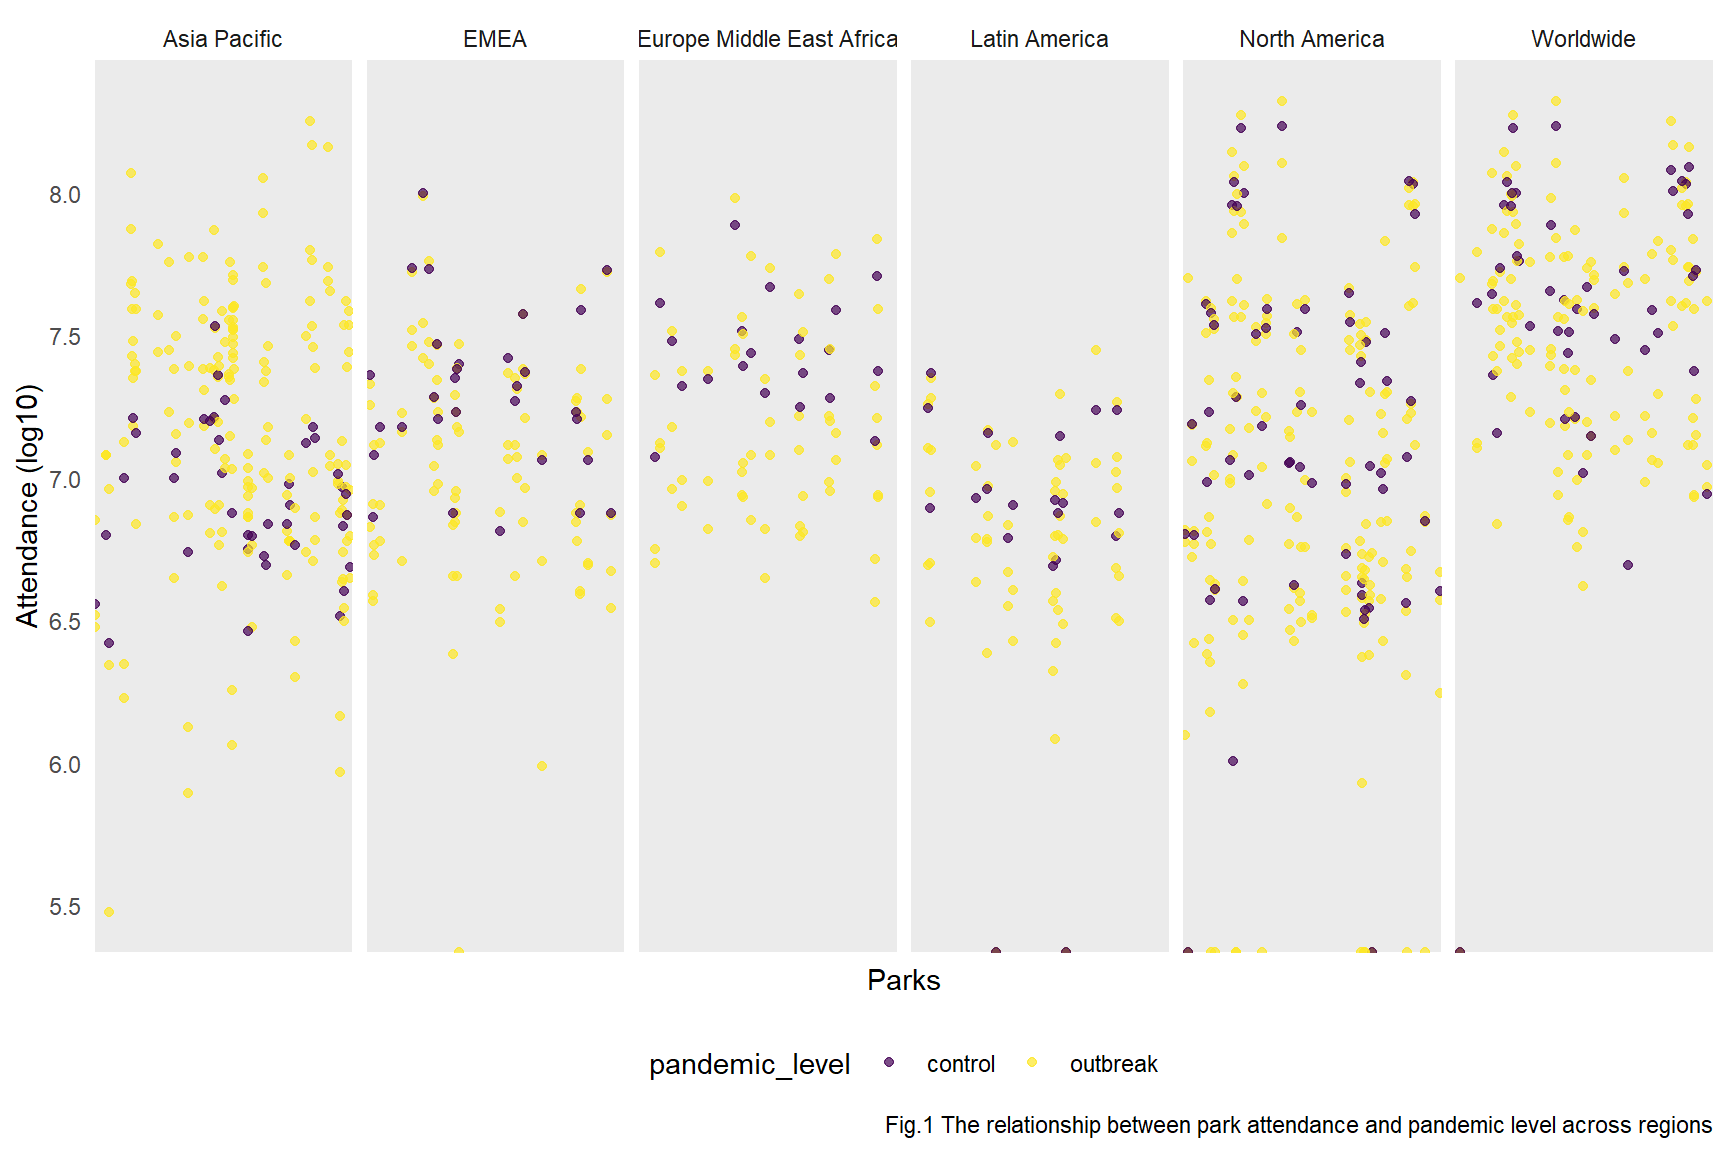 Asia Pacific
EMEA
Europe Middle East Africa
Latin America
North America
Worldwide
Attendance (log10)
8.0
7.5
7.0
6.5
6.0
5.5
Parks
pandemic_level control outbreak
Fig.1 The relationship between park attendance and pandemic level across regions